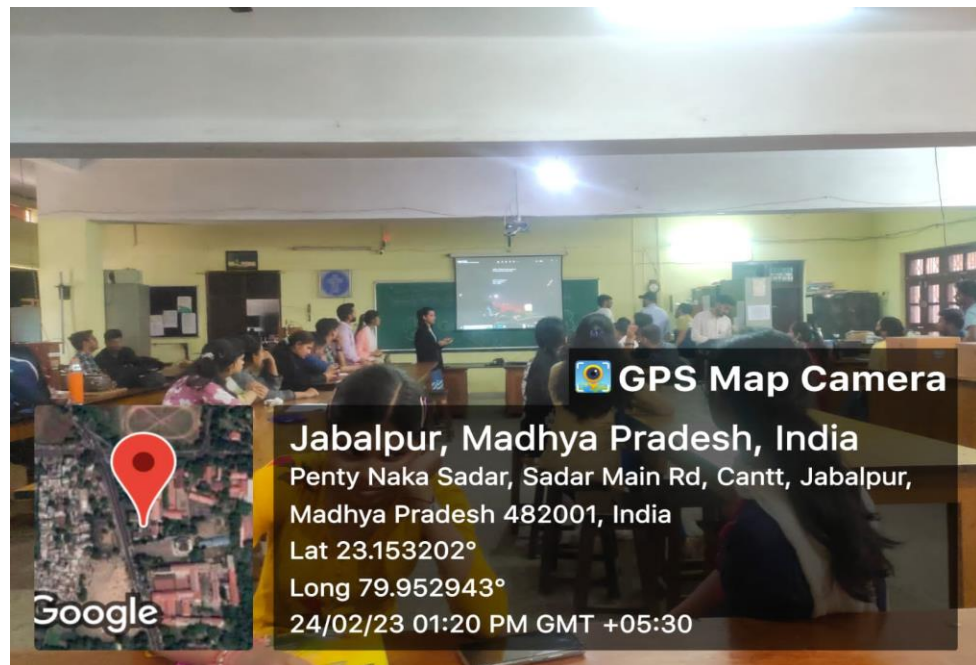 GPS Map Camera
Jabalpur, Madhya Pradesh, India
Penty Naka Sadar, Sadar Main Rd, Cantt, Jabalpur,
Madhya Pradesh 482001, India
Lat 23.153202°
Long 79.952943°
24/02/23 01:20 PM GMT +05:30
Google